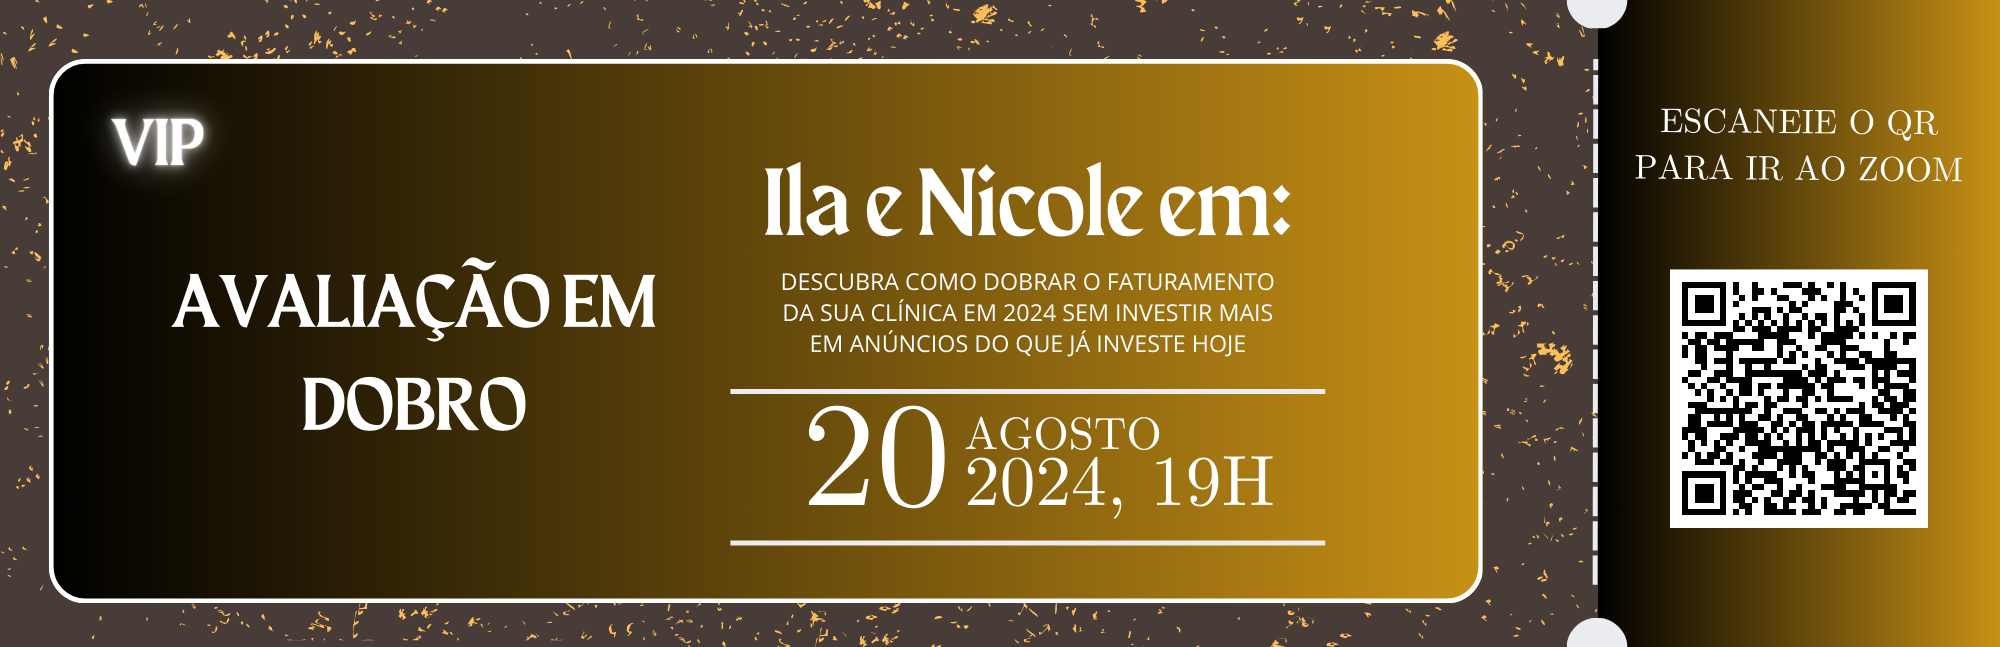 VIP
AVALIAÇÃO EM
DOBRO
Ila e Nicole em:
DESCUBRA COMO DOBRAR O FATURAMENTO
DA SUA CLÍNICA EM 2024 SEM INVESTIR MAIS
EM ANÚNCIOS DO QUE JÁ INVESTE HOJE
20 AGOSTO
2024, 19H
ESCANEIE O QR
PARA IR AO ZOOM